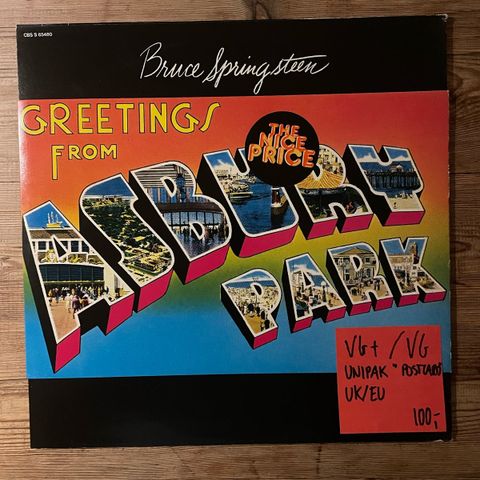 CBS S 65480
Bruce Springsteen
GREETINGS
FROM
THE
NICE
PRICE
ASBURY
PARK
VG+ / VG
UNIPAK "POSTCARD"
UK/EU
100,-